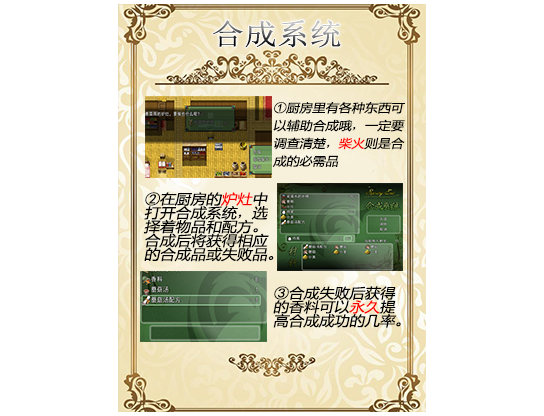 合成系统
①厨房里有各种东西可
以辅助合成哦，一定要
调查清楚，柴火则是合
成的必需品
②在厨房的炉灶中
打开合成系统，选
择着物品和配方。
合成后将获得相应
的合成品或失败品。
香料
蘑菇汤
蘑菇汤配方
③合成失败后获得
的香料可以永久提
高合成成功的几率。